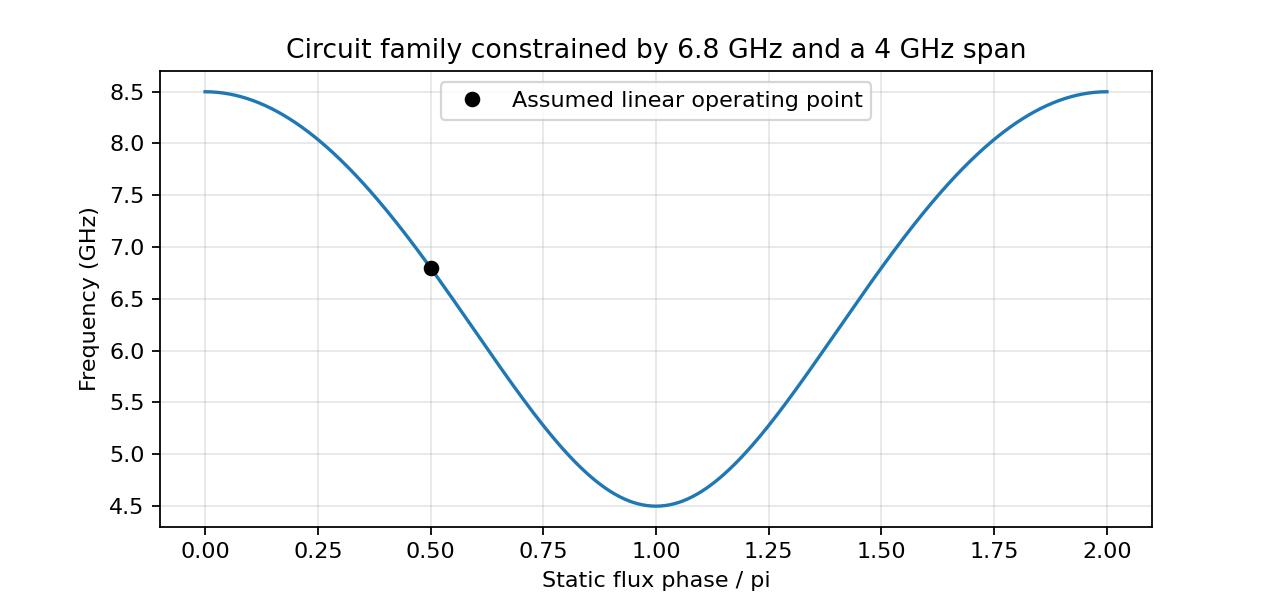 Circuit family constrained by 6.8 GHz and a 4 GHz span
Assumed linear operating point
Frequency (GHz)
8.5
8.0
7.5
7.0
6.5
6.0
5.5
5.0
4.5
0.00 0.25 0.50 0.75 1.00 1.25 1.50 1.75 2.00
Static flux phase / pi